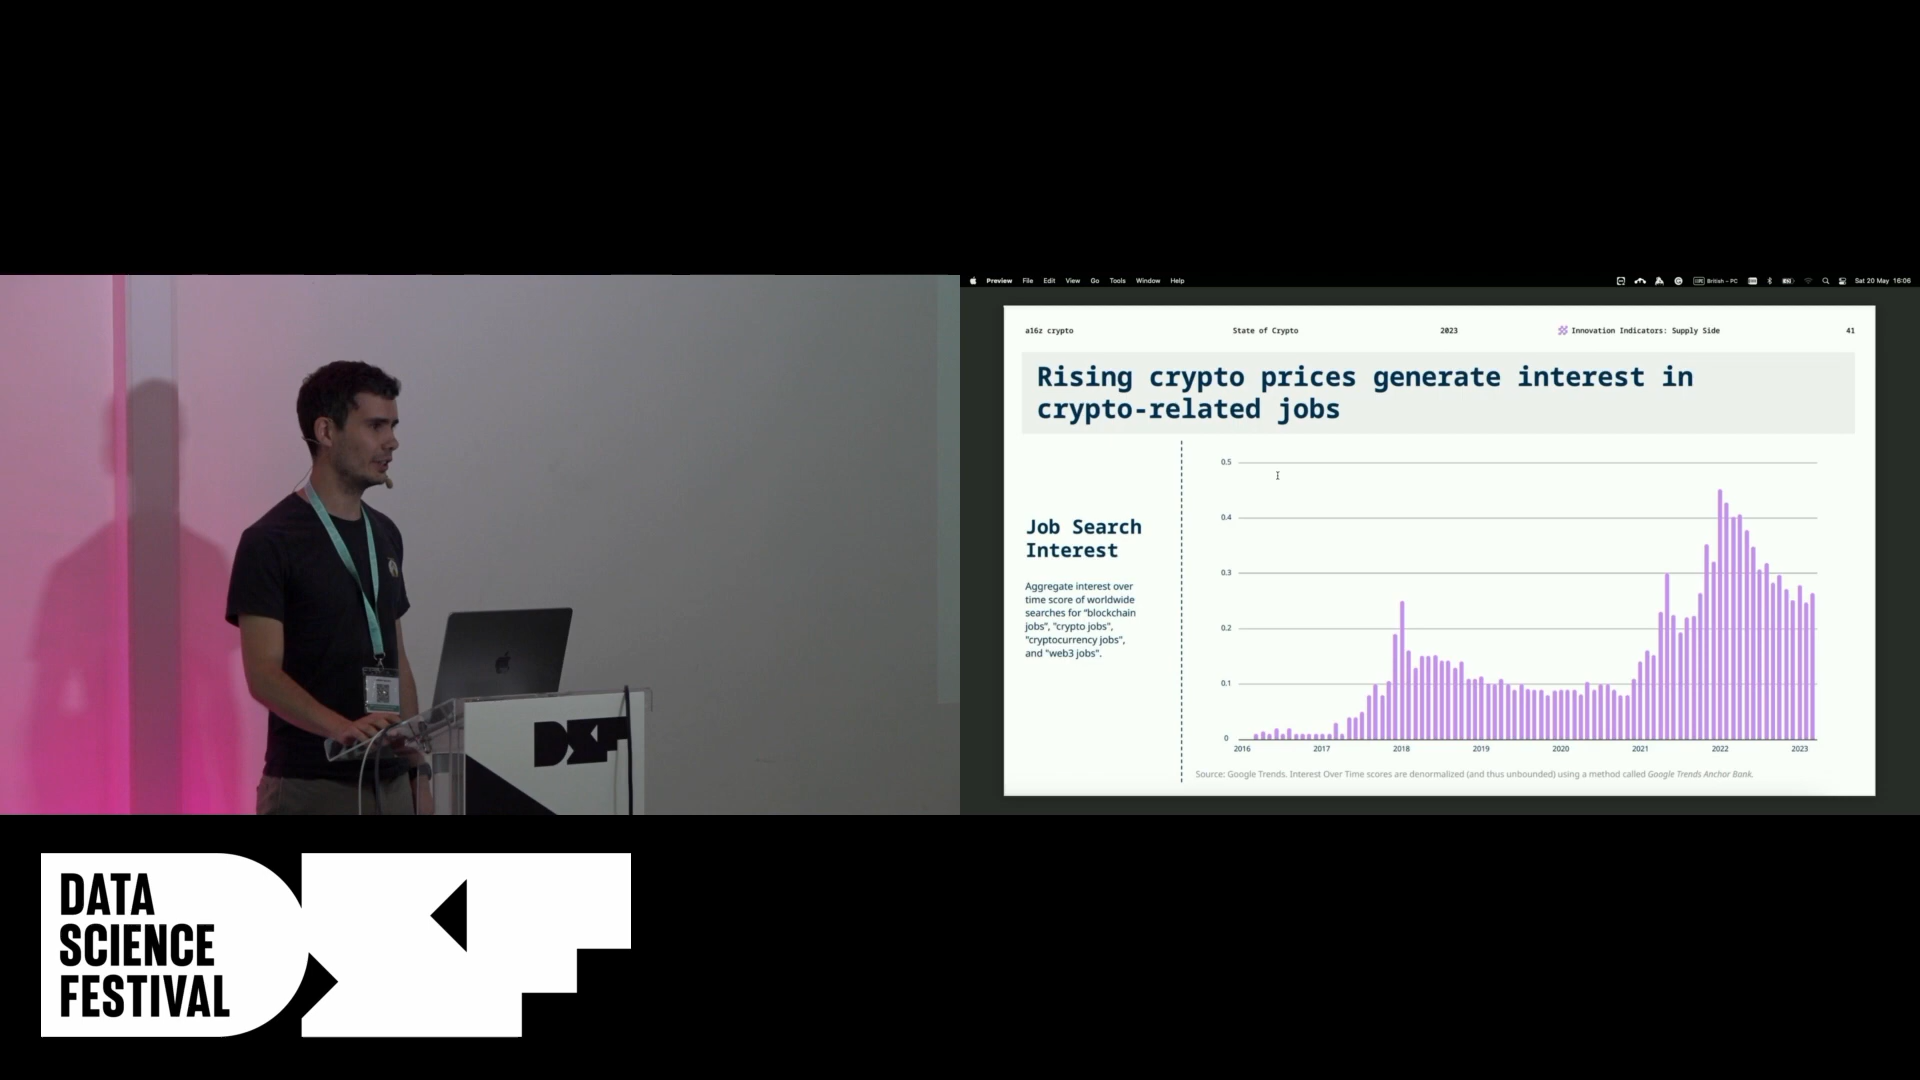 Preview File Edit View Go Tools Window Help
British - PC
Sat 20 May 16:06
a16z crypto
State of Crypto
2023
Innovation Indicators: Supply Side
41
Rising crypto prices generate interest in
crypto-related jobs
Job Search
Interest
Aggregate interest over
time score of worldwide
searches for "blockchain
jobs", "crypto jobs",
"cryptocurrency jobs",
and "web3 jobs".
0.5
0.4
0.3
0.2
0.1
0
2016 2017 2018 2019 2020 2021 2022 2023
Source: Google Trends. Interest Over Time scores are denormalized (and thus unbounded) using a method called Google Trends Anchor Bank.
DSF
DATA
SCIENCE
FESTIVAL
DSF